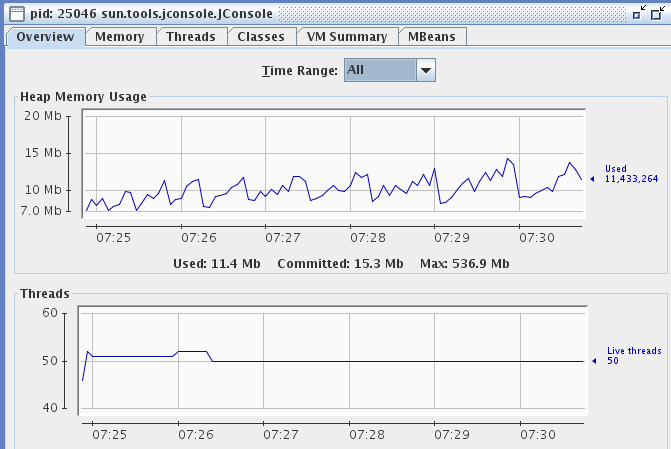 pid: 25046 sun.tools.jconsole.JConsole
Overview Memory Threads Classes VM Summary MBeans
Time Range: All
Heap Memory Usage
20 Mb
15 Mb
10 Mb
7.0 Mb
Used
11,433,264
07:25 07:26 07:27 07:28 07:29 07:30
Used: 11.4 Mb Committed: 15.3 Mb Max: 536.9 Mb
Threads
60
50
40
Live threads
50
07:25 07:26 07:27 07:28 07:29 07:30